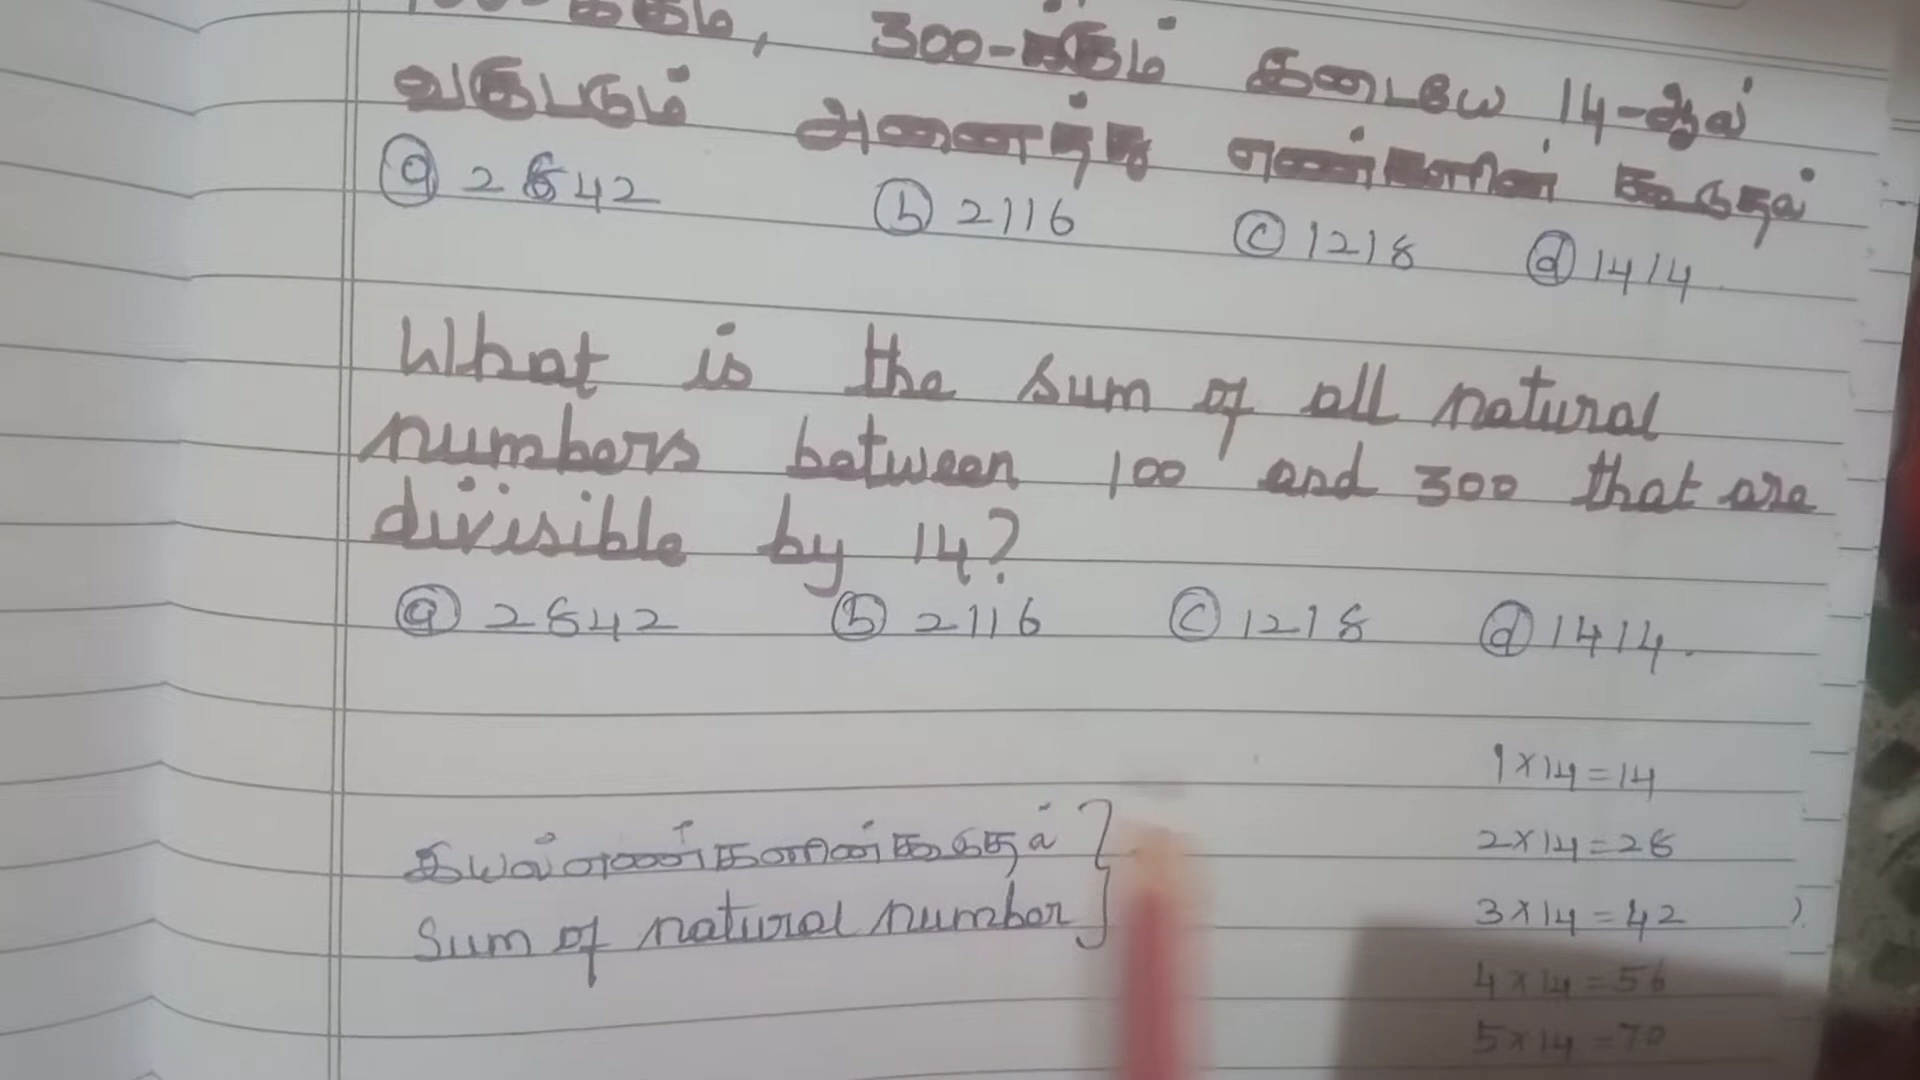 300-க்கும் இடையே 14-ஆல்
வகுபடும் அனைத்து எண்களின் கூடுதல்
ⓐ 2842 ⓑ 2116 ⓒ 1218 ⓓ 1414.
What is the sum of all natural
numbers between 100 and 300 that are
divisible by 14?
ⓐ 2842 ⓑ 2116 ⓒ 1218 ⓓ 1414.
1×14=14
இயல் எண்களின் கூடுதல்
2×14=28
Sum of natural number
3×14=42
4×14=56
5×14=70